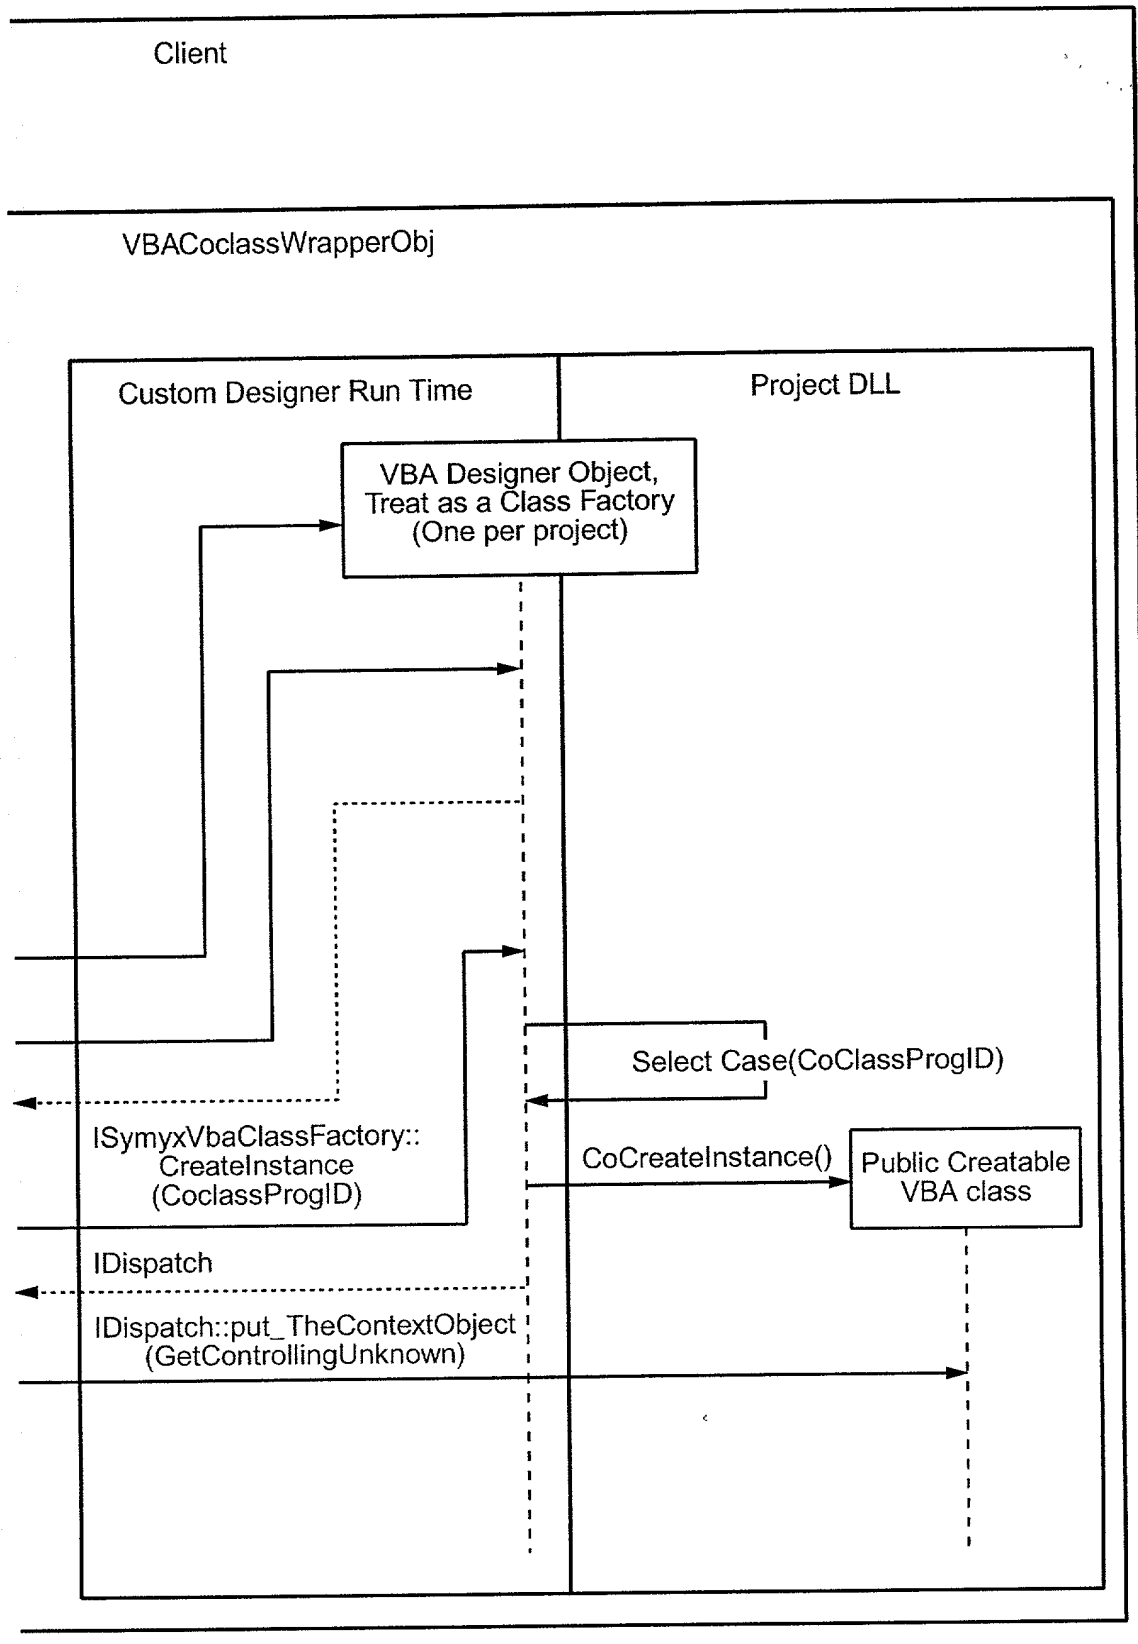 Client
VBACoclassWrapperObj
Custom Designer Run Time
Project DLL
VBA Designer Object,
Treat as a Class Factory
(One per project)
Select Case(CoClassProgID)
ISymyxVbaClassFactory::
CreateInstance
(CoclassProgID)
CoCreateInstance()
Public Creatable
VBA class
IDispatch
IDispatch::put_TheContextObject
(GetControllingUnknown)